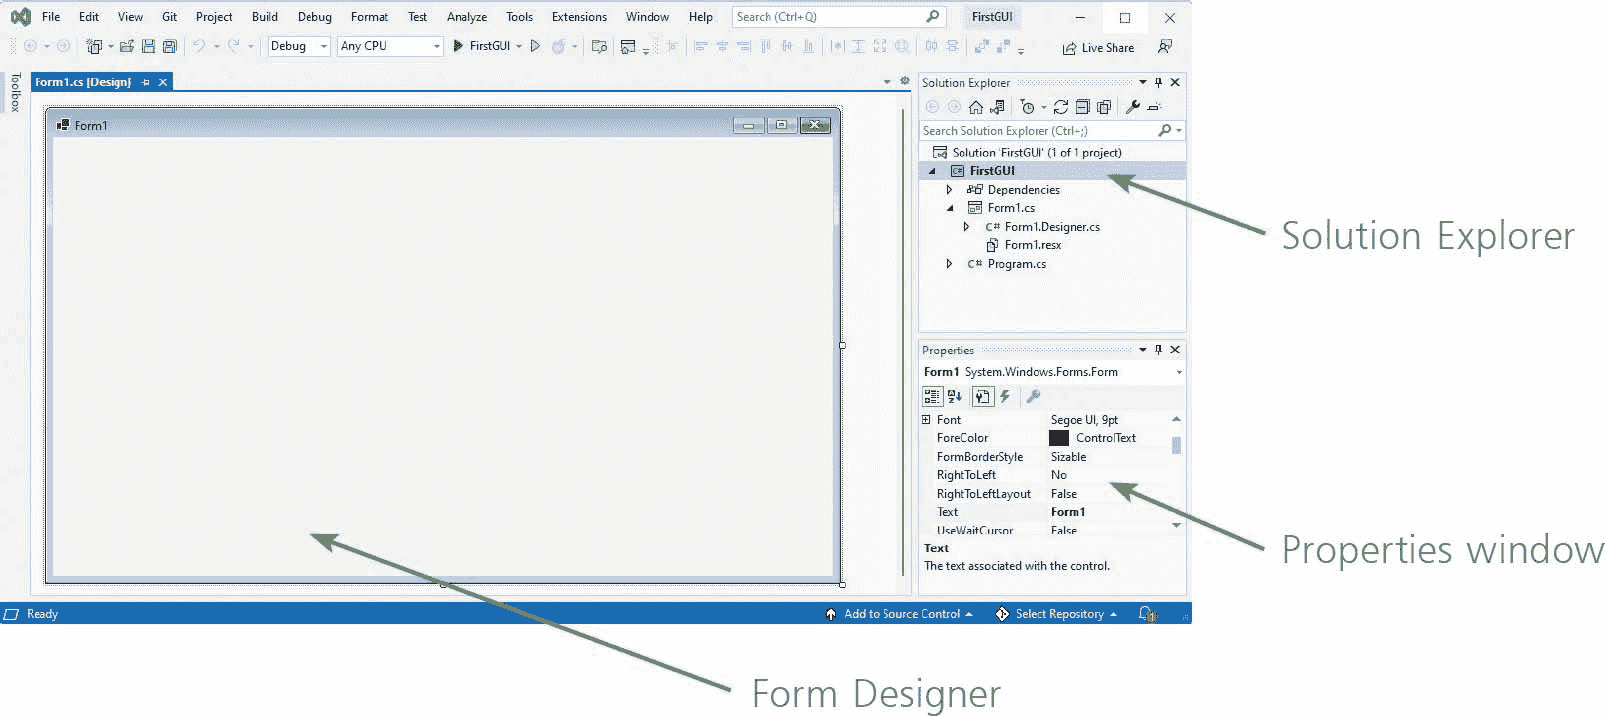 File Edit View Git Project Build Debug Format Test Analyze Tools Extensions Window Help Search (Ctrl+Q) FirstGUI
Debug Any CPU FirstGUI Live Share
Toolbox
Form1.cs [Design]
Form1
Solution Explorer
Search Solution Explorer (Ctrl+;)
Solution 'FirstGUI' (1 of 1 project)
C# FirstGUI
Dependencies
Form1.cs
C# Form1.Designer.cs
Form1.resx
C# Program.cs
Solution Explorer
Properties
Form1 System.Windows.Forms.Form
Font Segoe UI, 9pt
ForeColor ControlText
FormBorderStyle Sizable
RightToLeft No
RightToLeftLayout False
Text Form1
UseWaitCursor False
Text
The text associated with the control.
Properties window
Ready Add to Source Control Select Repository 1
Form Designer